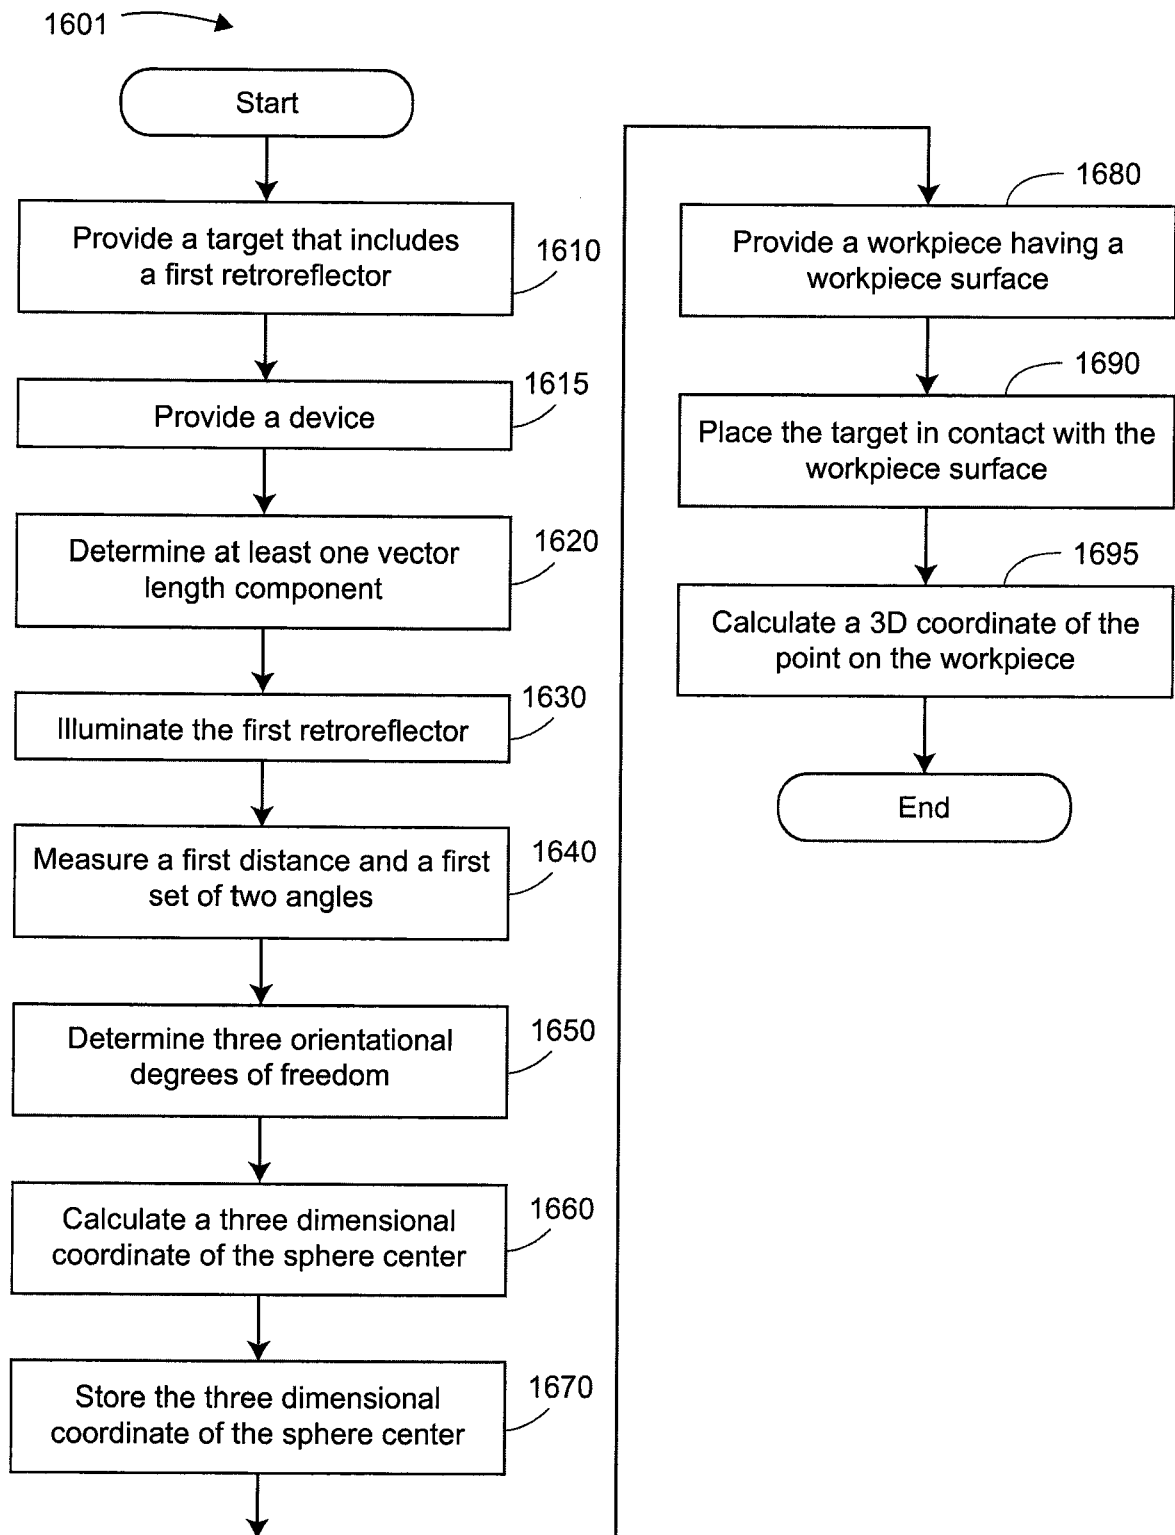 1601
Start
Provide a target that includes
a first retroreflector
1610
Provide a device
1615
Determine at least one vector
length component
1620
Illuminate the first retroreflector
1630
Measure a first distance and a first
set of two angles
1640
Determine three orientational
degrees of freedom
1650
Calculate a three dimensional
coordinate of the sphere center
1660
Store the three dimensional
coordinate of the sphere center
1670
1680
Provide a workpiece having a
workpiece surface
1690
Place the target in contact with the
workpiece surface
1695
Calculate a 3D coordinate of the
point on the workpiece
End